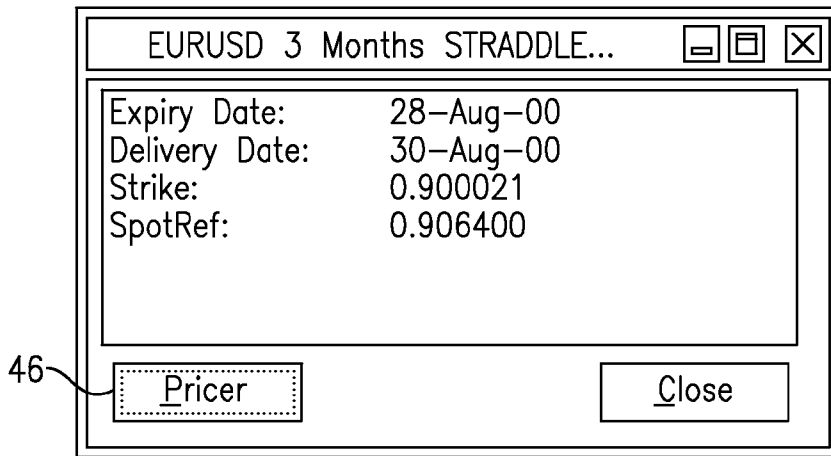 EURUSD 3 Months STRADDLE...
Expiry Date: 28-Aug-00
Delivery Date: 30-Aug-00
Strike: 0.900021
SpotRef: 0.906400
46 Pricer Close